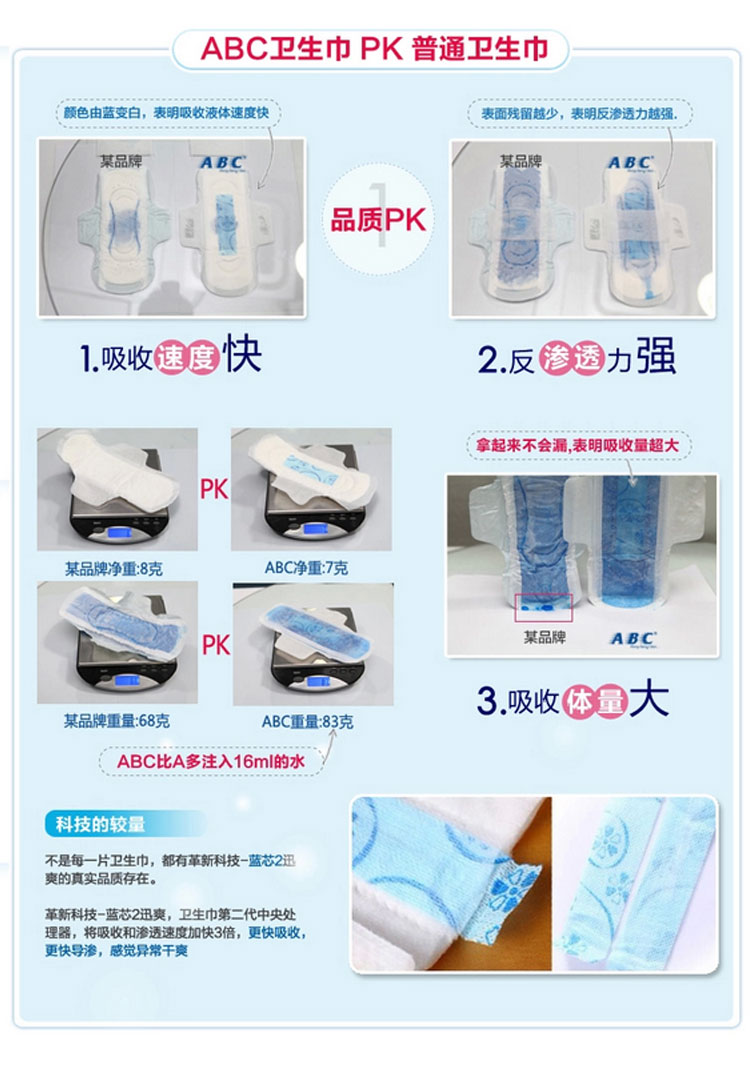 ABC卫生巾 PK 普通卫生巾
颜色由蓝变白，表明吸收液体速度快
表面残留越少，表明反渗透力越强.
某品牌
ABC
某品牌
ABC
1
品质PK
1.吸收速度快
2.反渗透力强
拿起来不会漏,表明吸收量超大
PK
某品牌净重:8克
ABC净重:7克
PK
某品牌
ABC
某品牌重量:68克
ABC重量:83克
3.吸收体量大
ABC比A多注入16ml的水
科技的较量
不是每一片卫生巾，都有革新科技-蓝芯2迅
爽的真实品质存在。
革新科技-蓝芯2迅爽，卫生巾第二代中央处
理器，将吸收和渗透速度加快3倍，更快吸收，
更快导渗，感觉异常干爽